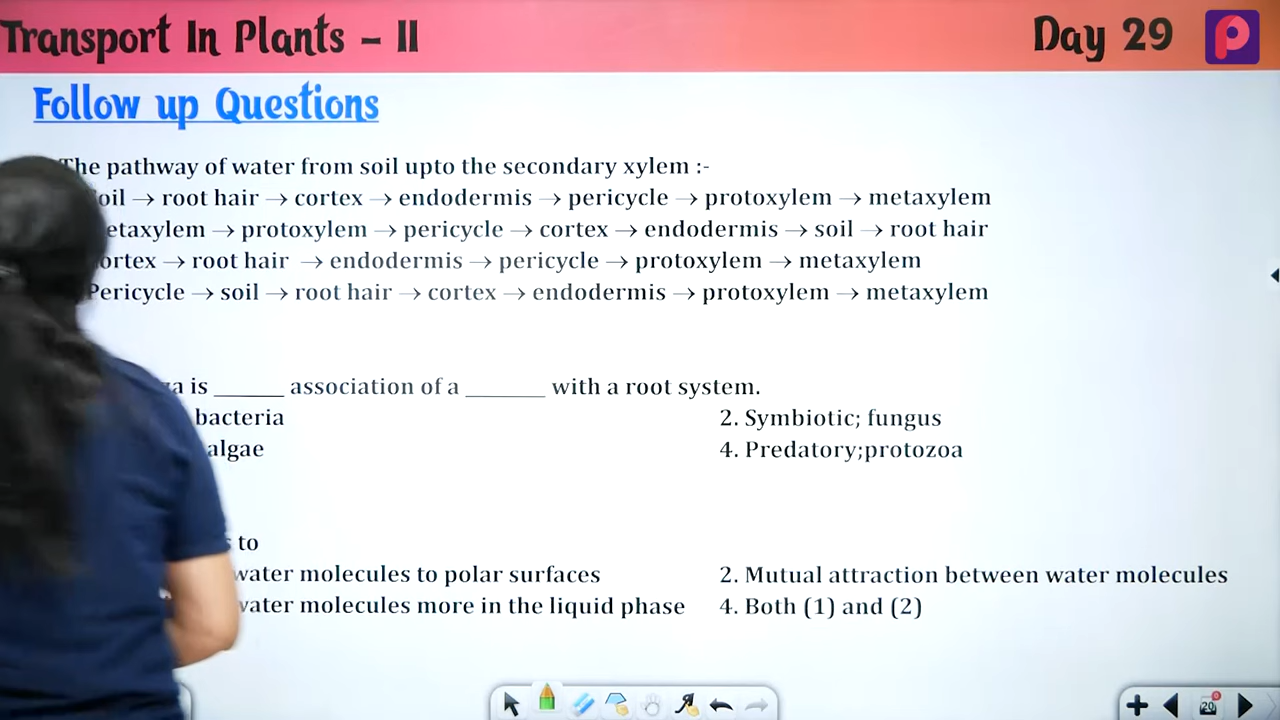 Transport In Plants – II
Day 29
Follow up Questions
The pathway of water from soil upto the secondary xylem :-
→ root hair → cortex → endodermis → pericycle → protoxylem → metaxylem
→ protoxylem → pericycle → cortex → endodermis → soil → root hair
→ root hair → endodermis → pericycle → protoxylem → metaxylem
Pericycle → soil → root hair → cortex → endodermis → protoxylem → metaxylem
is ______ association of a _______ with a root system.
bacteria
2. Symbiotic; fungus
algae
4. Predatory;protozoa
to
water molecules to polar surfaces
2. Mutual attraction between water molecules
water molecules more in the liquid phase
4. Both (1) and (2)
20